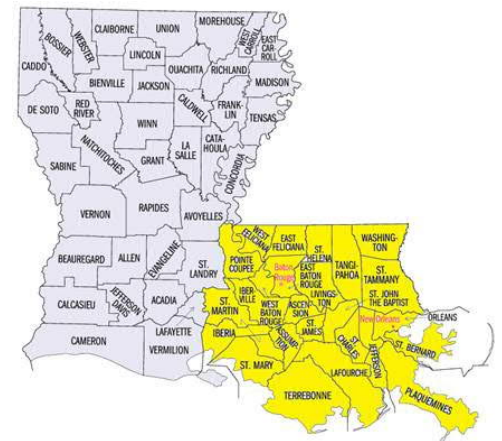 CLAIBORNE
UNION
MOREHOUSE
WEST
CARROLL
EAST
CAR-
ROLL
BOSSIER
WEBSTER
LINCOLN
CADDO
OUACHITA
RICHLAND
MADISON
BIENVILLE
JACKSON
DE SOTO
RED
RIVER
CALDWELL
FRANK-
LIN
TENSAS
WINN
NATCHITOCHES
LA
SALLE
CATA-
HOULA
CONCORDIA
SABINE
GRANT
VERNON
RAPIDES
AVOYELLES
WEST
FELICIANA
EAST
FELICIANA
ST.
HELENA
WASHING-
TON
BEAUREGARD
ALLEN
EVANGELINE
ST.
LANDRY
POINTE
COUPEE
Baton
Rouge
EAST
BATON
ROUGE
TANGI-
PAHOA
ST.
TAMMANY
CALCASIEU
JEFFERSON
DAVIS
ACADIA
ST.
MARTIN
IBER-
VILLE
WEST
BATON
ROUGE
ASCEN-
SION
LIVINGS-
TON
ST. JOHN
THE BAPTIST
ORLEANS
New Orleans
CAMERON
LAFAYETTE
VERMILION
IBERIA
ASSUMP-
TION
ST.
JAMES
ST.
CHARLES
JEFFERSON
ST. BERNARD
ST. MARY
LAFOURCHE
TERREBONNE
PLAQUEMINES